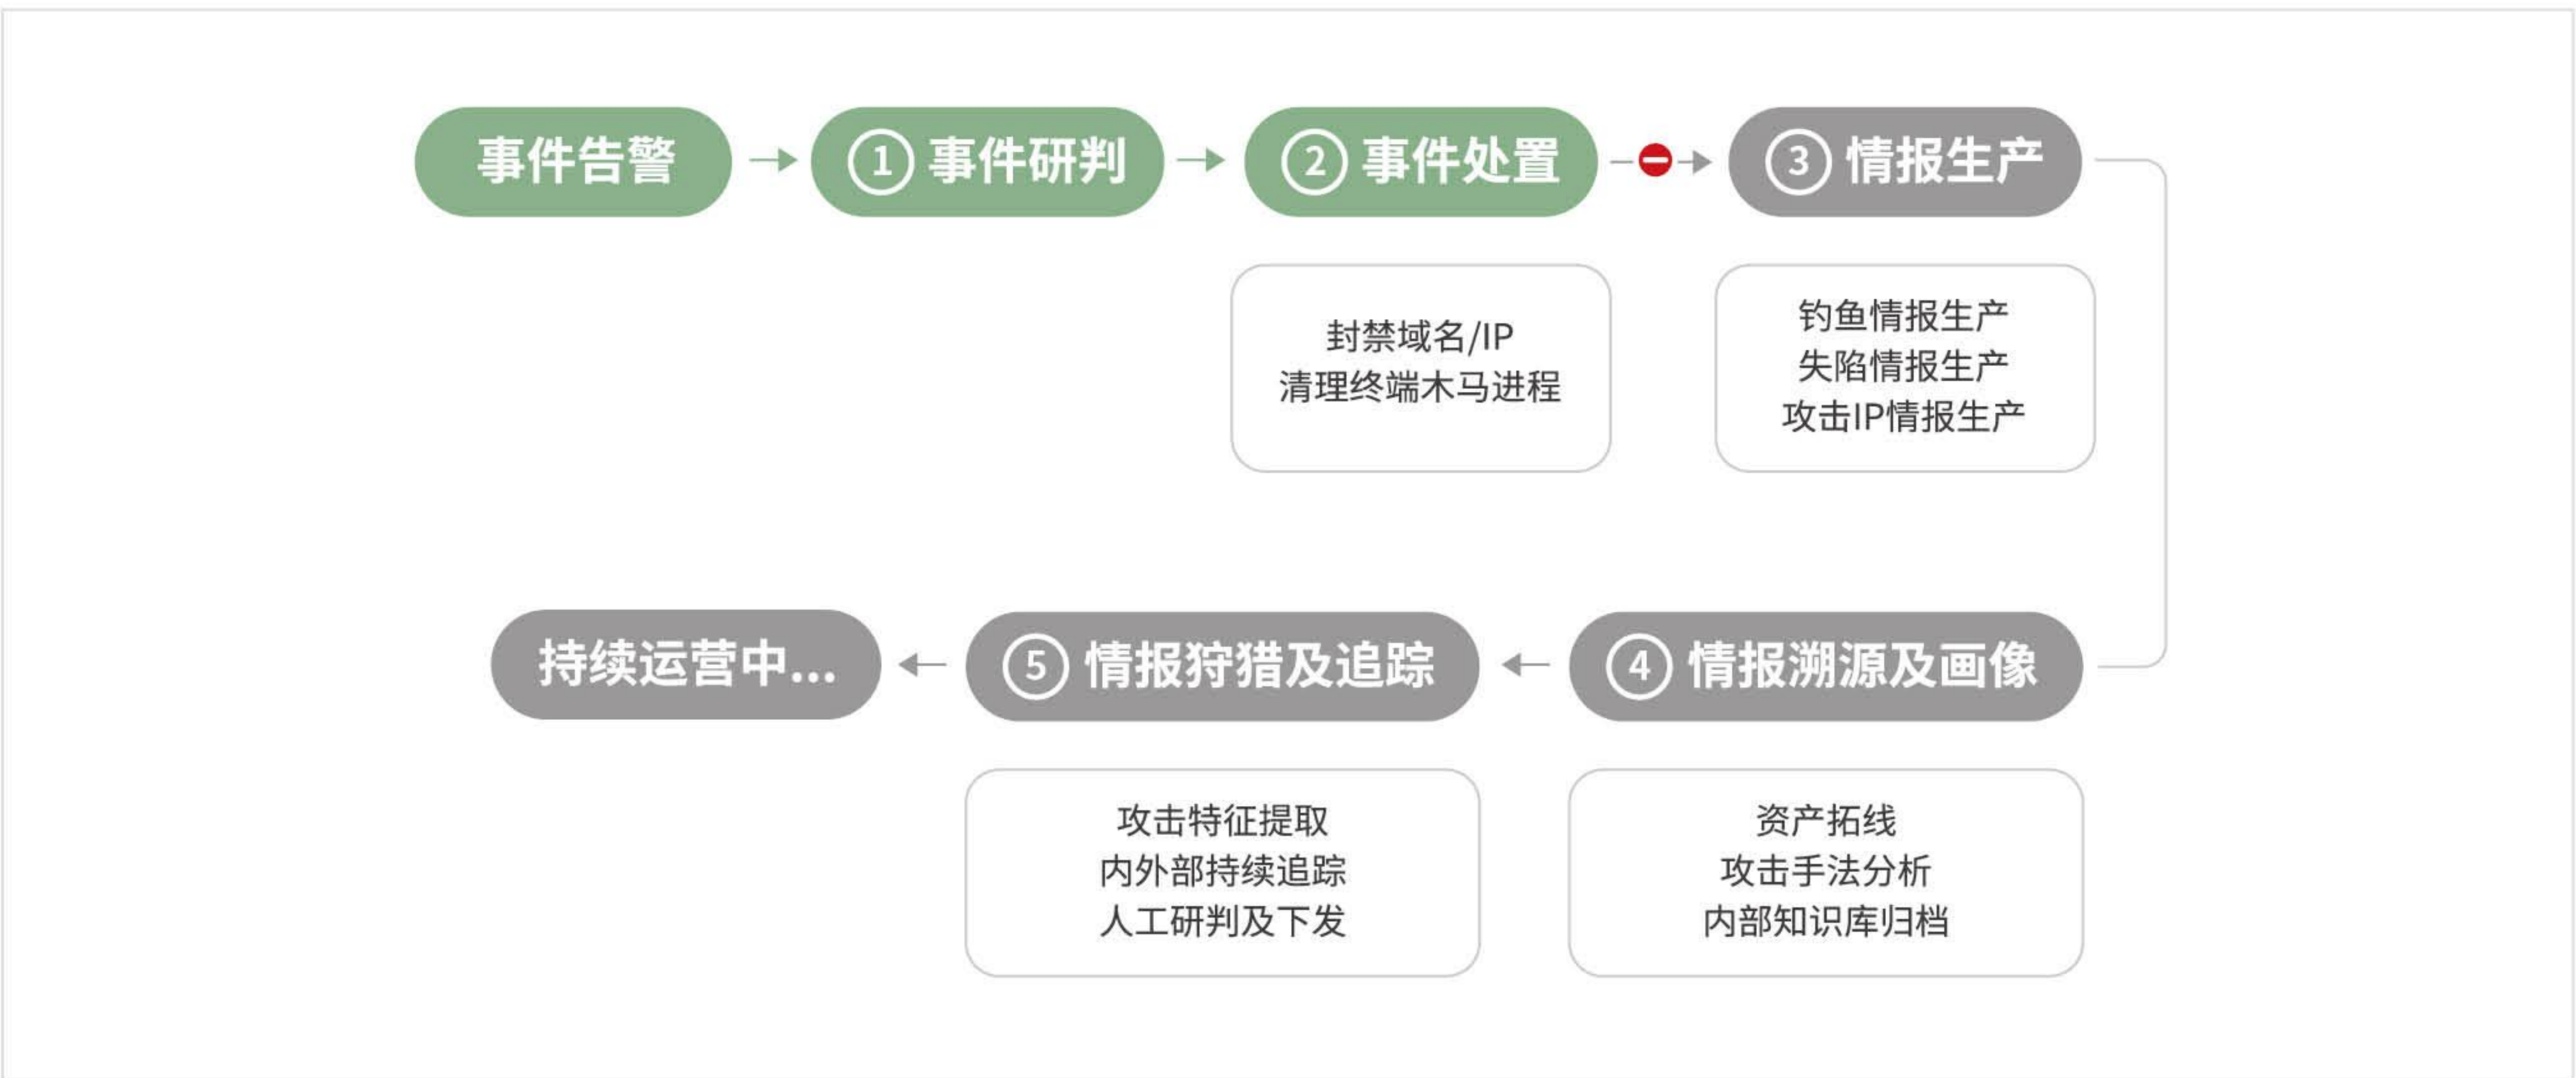 事件告警
① 事件研判
② 事件处置
③ 情报生产
封禁域名/IP
清理终端木马进程
钓鱼情报生产
失陷情报生产
攻击IP情报生产
④ 情报溯源及画像
⑤ 情报狩猎及追踪
持续运营中...
资产拓线
攻击手法分析
内部知识库归档
攻击特征提取
内外部持续追踪
人工研判及下发